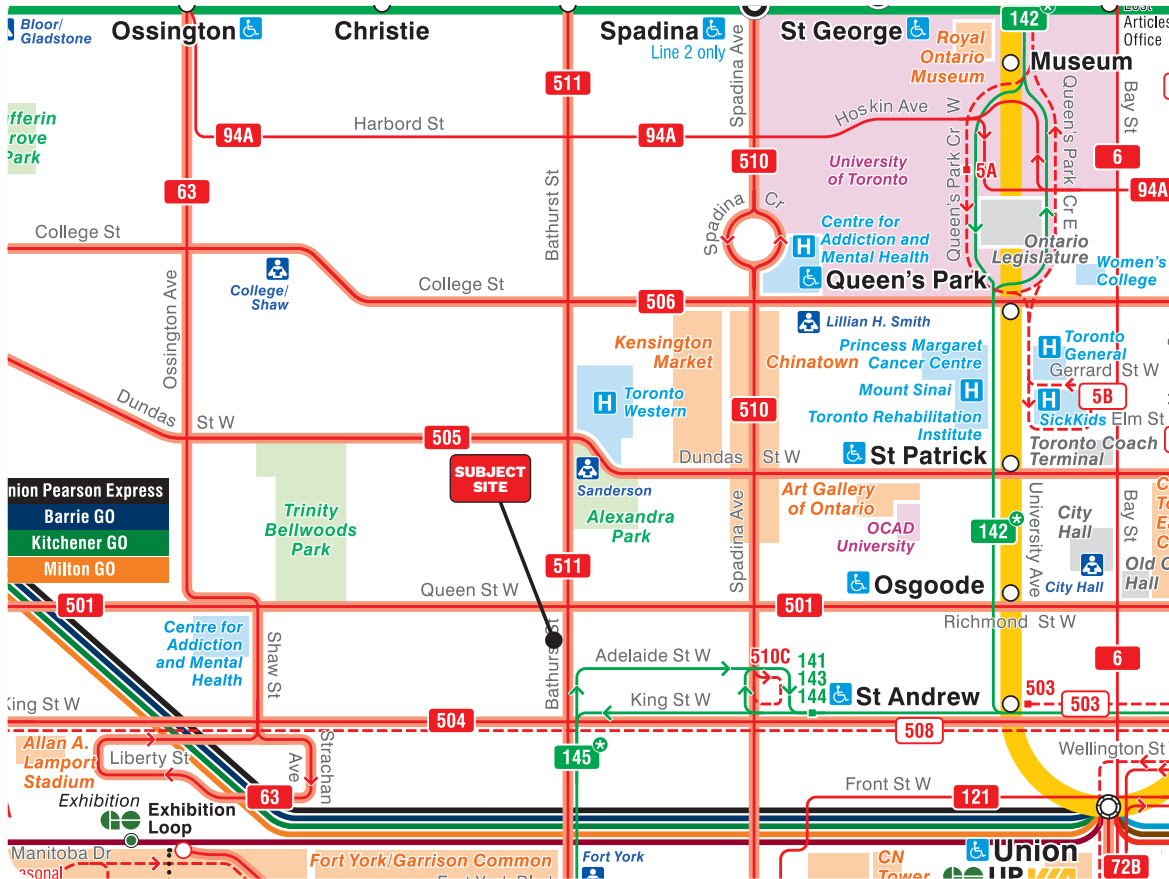 Bloor/
Gladstone
Ossington
Christie
Spadina
Line 2 only
Spadina Ave
St George
Royal
Ontario
Museum
142*
Museum
Articles
Office
511
Hoskin Ave
Queen's Park Cr W
Queen's Park Cr E
Bay St
Park
94A
Harbord St
94A
510
University
of Toronto
5A
6
94A
63
Bathurst St
College St
Spadina Cr
H
Centre for
Addiction and
Mental Health
Ontario
Legislature
Women's
College
Queen's Park
College/
Shaw
College St
506
Ossington Ave
Kensington
Market
Lillian H. Smith
Chinatown
Princess Margaret
Cancer Centre
H
Toronto
General
Gerrard St W
Mount Sinai
H
5B
H
SickKids
Elm St
Toronto Rehabilitation
Institute
H
Toronto
Western
510
Dundas St W
505
Dundas St W
St Patrick
Toronto Coach
Terminal
SUBJECT
SITE
Sanderson
Alexandra
Park
Trinity
Bellwoods
Park
Art Gallery
of Ontario
OCAD
University
Spadina Ave
142*
University Ave
City
Hall
Bay St
City Hall
Old
Hall
Union Pearson Express
Barrie GO
Kitchener GO
Milton GO
511
Queen St W
Osgoode
501
501
Richmond St W
Centre for
Addiction
and Mental
Health
Shaw St
Bathurst St
Adelaide St W
510C
141
143
144
6
King St W
St Andrew
503
503
King St W
504
508
Allan A.
Lamport
Stadium
Liberty St
Strachan
Ave
145*
Wellington St
63
Front St W
121
Exhibition
Exhibition
Loop
Manitoba Dr
Fort York/Garrison Common
Fort York
CN
Tower
Union
UP
VIA
72B